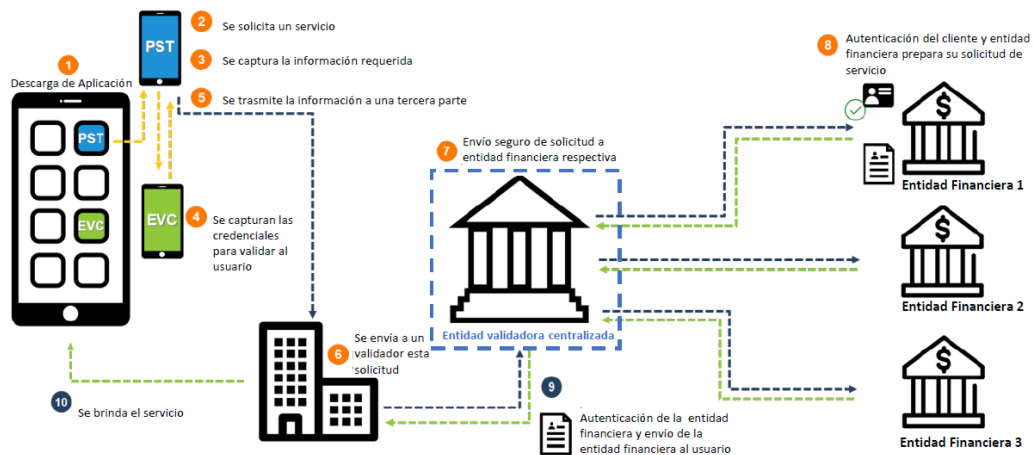 1
Descarga de Aplicación
PST
EVC
PST
2
Se solicita un servicio
3
Se captura la información requerida
5
Se trasmite la información a una tercera parte
EVC
4
Se capturan las
credenciales
para validar al
usuario
6
Se envía a un
validador esta
solicitud
7
Envío seguro de solicitud a
entidad financiera respectiva
Entidad validadora centralizada
8
Autenticación del cliente y entidad
financiera prepara su solicitud de
servicio
$
Entidad Financiera 1
$
Entidad Financiera 2
$
Entidad Financiera 3
9
Autenticación de la entidad
financiera y envío de la
entidad financiera al usuario
10
Se brinda el servicio